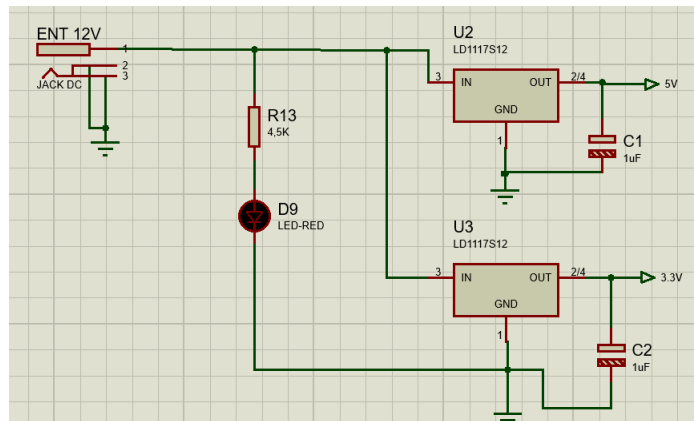 ENT 12V
1
2
3
JACK DC
R13
4,5K
D9
LED-RED
U2
LD1117S12
3
IN
OUT
2/4
GND
1
5V
C1
1uF
U3
LD1117S12
3
IN
OUT
2/4
GND
1
3.3V
C2
1uF